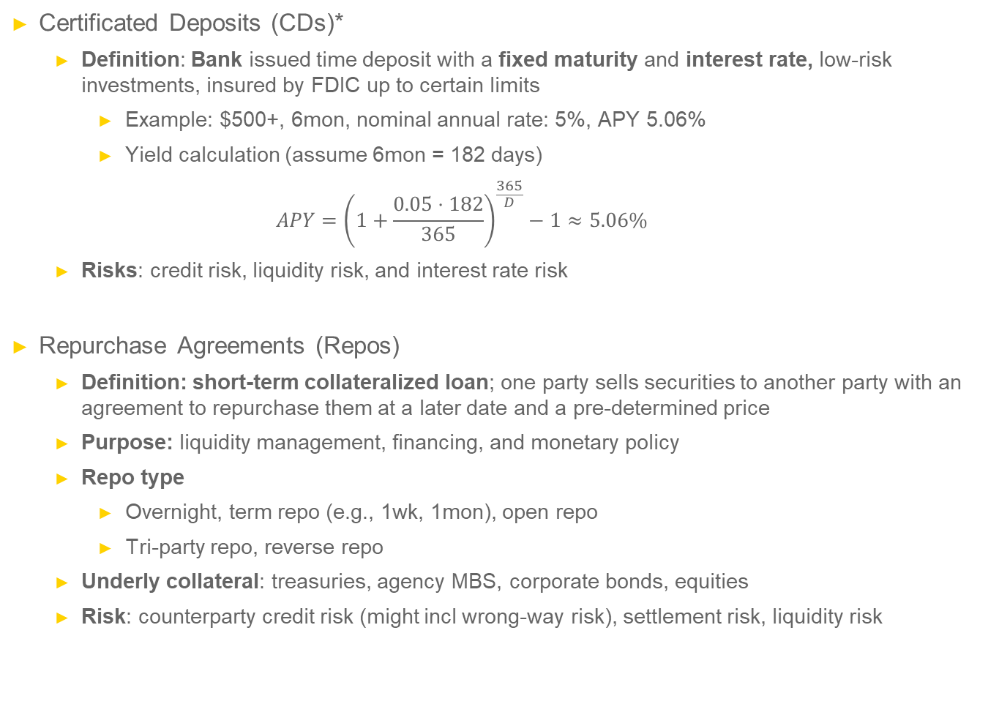 ► Certificated Deposits (CDs)*
► Definition: Bank issued time deposit with a fixed maturity and interest rate, low-risk
investments, insured by FDIC up to certain limits
► Example: $500+, 6mon, nominal annual rate: 5%, APY 5.06%
► Yield calculation (assume 6mon = 182 days)
APY = (1 + (0.05 · 182)/365)^(365/D) − 1 ≈ 5.06%
► Risks: credit risk, liquidity risk, and interest rate risk
► Repurchase Agreements (Repos)
► Definition: short-term collateralized loan; one party sells securities to another party with an
agreement to repurchase them at a later date and a pre-determined price
► Purpose: liquidity management, financing, and monetary policy
► Repo type
► Overnight, term repo (e.g., 1wk, 1mon), open repo
► Tri-party repo, reverse repo
► Underly collateral: treasuries, agency MBS, corporate bonds, equities
► Risk: counterparty credit risk (might incl wrong-way risk), settlement risk, liquidity risk